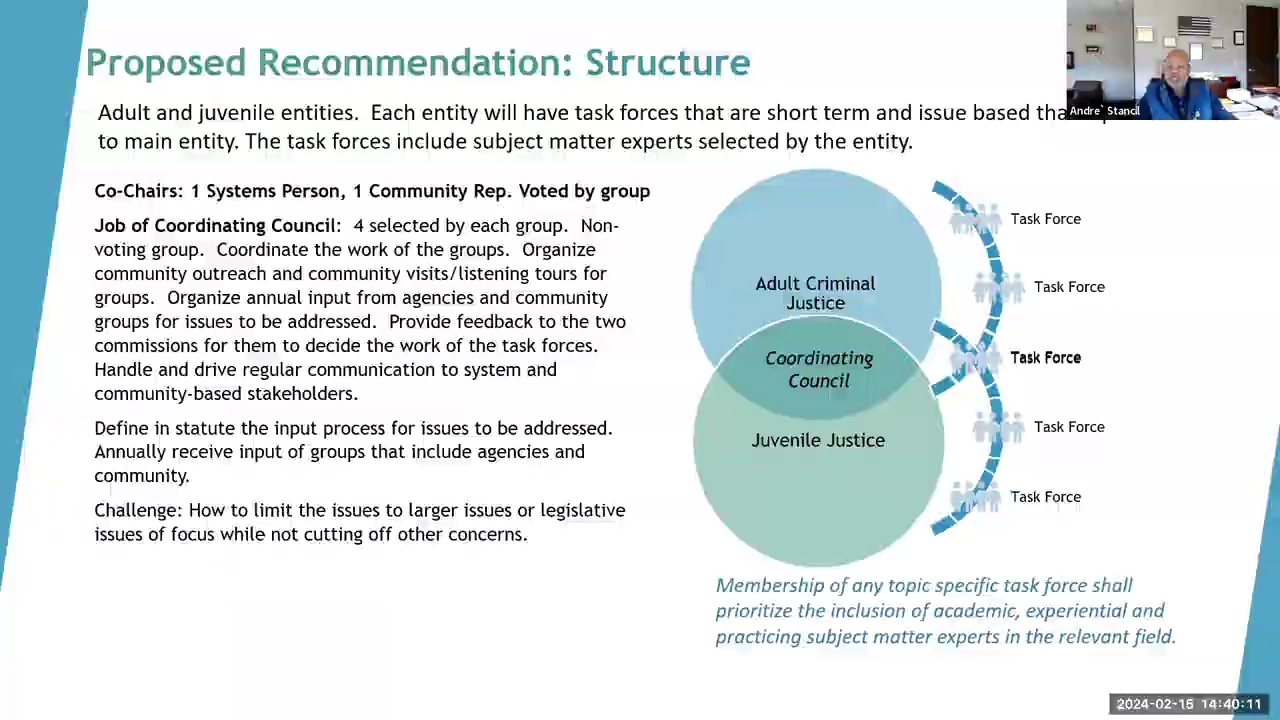 Proposed Recommendation: Structure
Adult and juvenile entities. Each entity will have task forces that are short term and issue based
to main entity. The task forces include subject matter experts selected by the entity.
Andre` Stancil
Co-Chairs: 1 Systems Person, 1 Community Rep. Voted by group
Job of Coordinating Council: 4 selected by each group. Non-
voting group. Coordinate the work of the groups. Organize
community outreach and community visits/listening tours for
groups. Organize annual input from agencies and community
groups for issues to be addressed. Provide feedback to the two
commissions for them to decide the work of the task forces.
Handle and drive regular communication to system and
community-based stakeholders.
Define in statute the input process for issues to be addressed.
Annually receive input of groups that include agencies and
community.
Challenge: How to limit the issues to larger issues or legislative
issues of focus while not cutting off other concerns.
Adult Criminal
Justice
Coordinating
Council
Juvenile Justice
Task Force
Task Force
Task Force
Task Force
Task Force
Membership of any topic specific task force shall
prioritize the inclusion of academic, experiential and
practicing subject matter experts in the relevant field.
2024-02-15 14:40:11